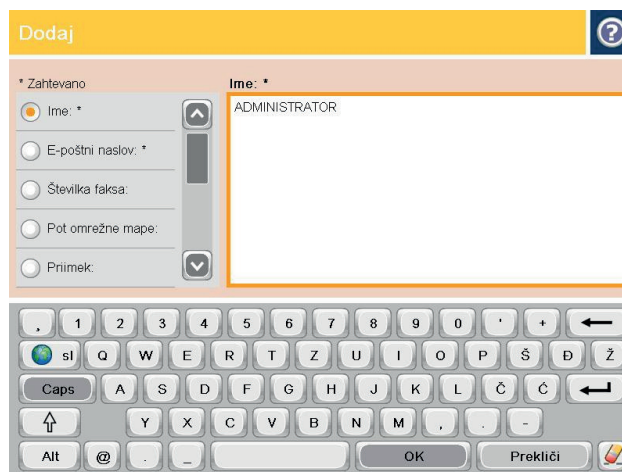 Dodaj
?
* Zahtevano
Ime: *
Ime: *
ADMINISTRATOR
E-poštni naslov: *
Številka faksa:
Pot omrežne mape:
Priimek:
, 1 2 3 4 5 6 7 8 9 0 ' +
sl Q W E R T Z U I O P Š Đ Ž
Caps A S D F G H J K L Č Ć
Y X C V B N M , . -
Alt @ . _ OK Prekliči